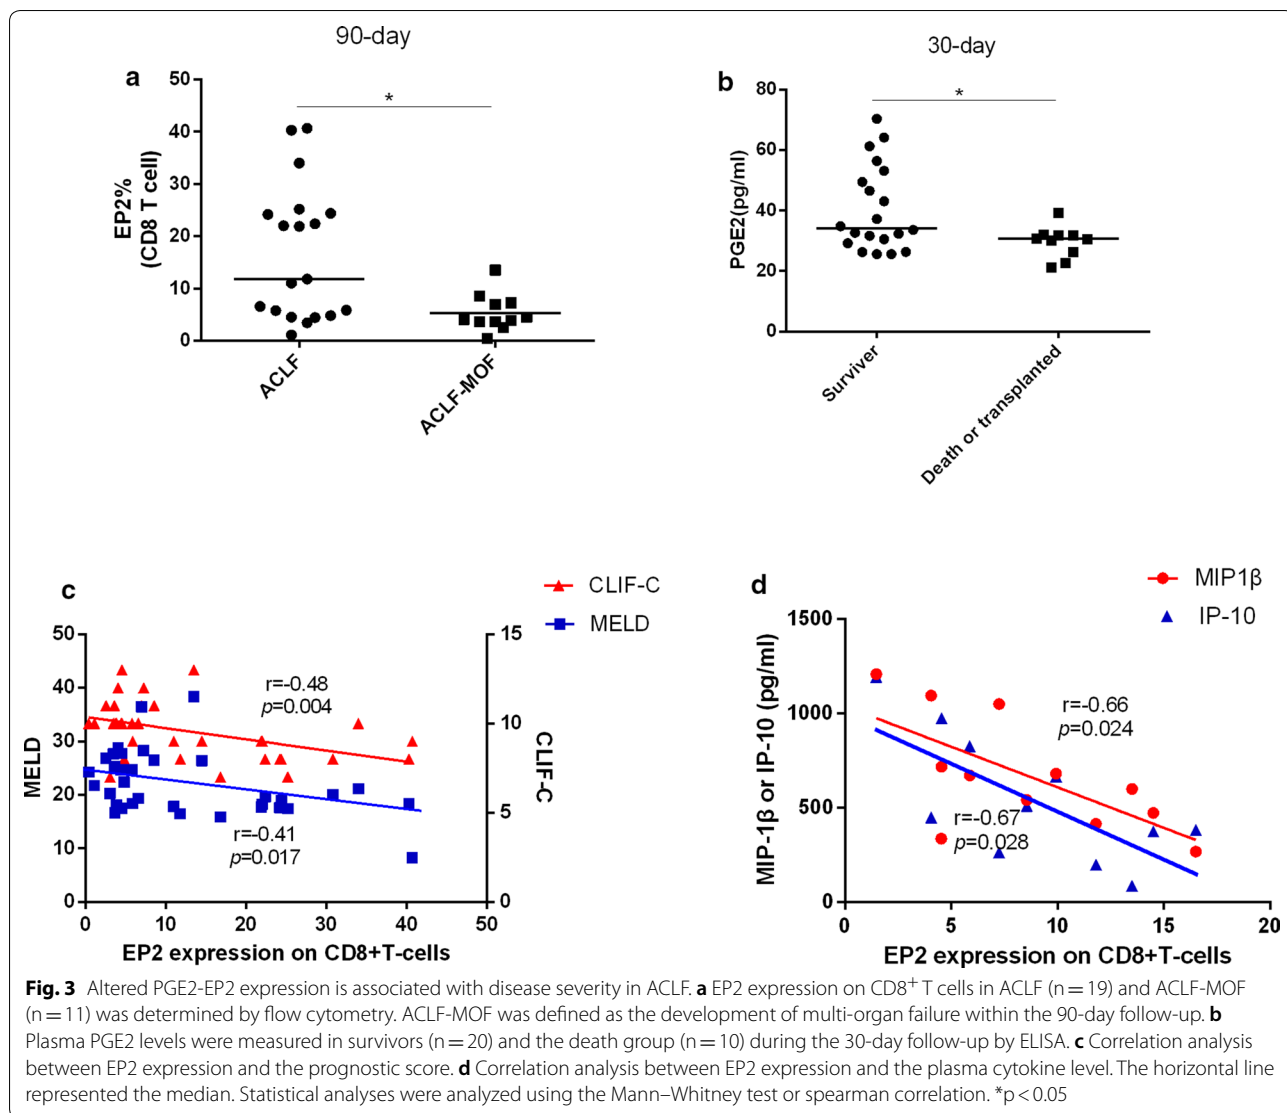 90-day
a
50
40
30
20
10
0
EP2%
(CD8 T cell)
*
ACLF
ACLF-MOF
30-day
b
80
60
40
20
0
PGE2(pg/ml)
*
Surviver
Death or transplanted
c
CLIF-C
MELD
50
40
30
20
10
0
MELD
15
10
5
0
CLIF-C
r=-0.48
p=0.004
r=-0.41
p=0.017
0 10 20 30 40 50
EP2 expression on CD8+T-cells
d
MIP1β
IP-10
1500
1000
500
0
MIP-1β or IP-10 (pg/ml)
r=-0.66
p=0.024
r=-0.67
p=0.028
0 5 10 15 20
EP2 expression on CD8+T-cells
Fig. 3 Altered PGE2-EP2 expression is associated with disease severity in ACLF. a EP2 expression on CD8+ T cells in ACLF (n = 19) and ACLF-MOF
(n = 11) was determined by flow cytometry. ACLF-MOF was defined as the development of multi-organ failure within the 90-day follow-up. b
Plasma PGE2 levels were measured in survivors (n = 20) and the death group (n = 10) during the 30-day follow-up by ELISA. c Correlation analysis
between EP2 expression and the prognostic score. d Correlation analysis between EP2 expression and the plasma cytokine level. The horizontal line
represented the median. Statistical analyses were analyzed using the Mann–Whitney test or spearman correlation. *p < 0.05